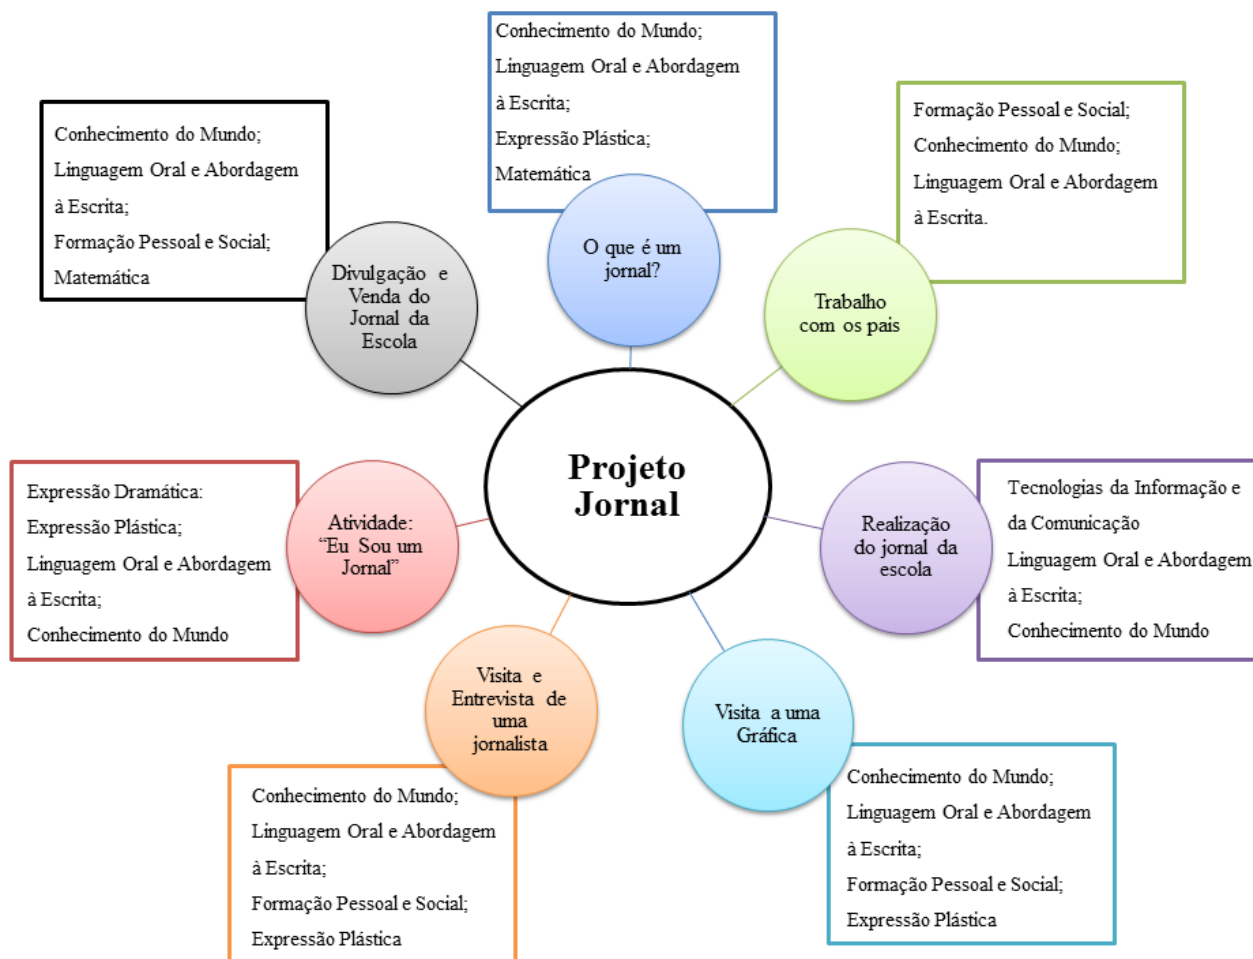 Conhecimento do Mundo;
Linguagem Oral e Abordagem
à Escrita;
Expressão Plástica;
Matemática
O que é um
jornal?
Formação Pessoal e Social;
Conhecimento do Mundo;
Linguagem Oral e Abordagem
à Escrita.
Trabalho
com os pais
Conhecimento do Mundo;
Linguagem Oral e Abordagem
à Escrita;
Formação Pessoal e Social;
Matemática
Divulgação e
Venda do
Jornal da
Escola
Projeto
Jornal
Expressão Dramática:
Expressão Plástica;
Linguagem Oral e Abordagem
à Escrita;
Conhecimento do Mundo
Atividade:
“Eu Sou um
Jornal”
Realização
do jornal da
escola
Tecnologias da Informação e
da Comunicação
Linguagem Oral e Abordagem
à Escrita;
Conhecimento do Mundo
Visita e
Entrevista de
uma
jornalista
Conhecimento do Mundo;
Linguagem Oral e Abordagem
à Escrita;
Formação Pessoal e Social;
Expressão Plástica
Visita a uma
Gráfica
Conhecimento do Mundo;
Linguagem Oral e Abordagem
à Escrita;
Formação Pessoal e Social;
Expressão Plástica